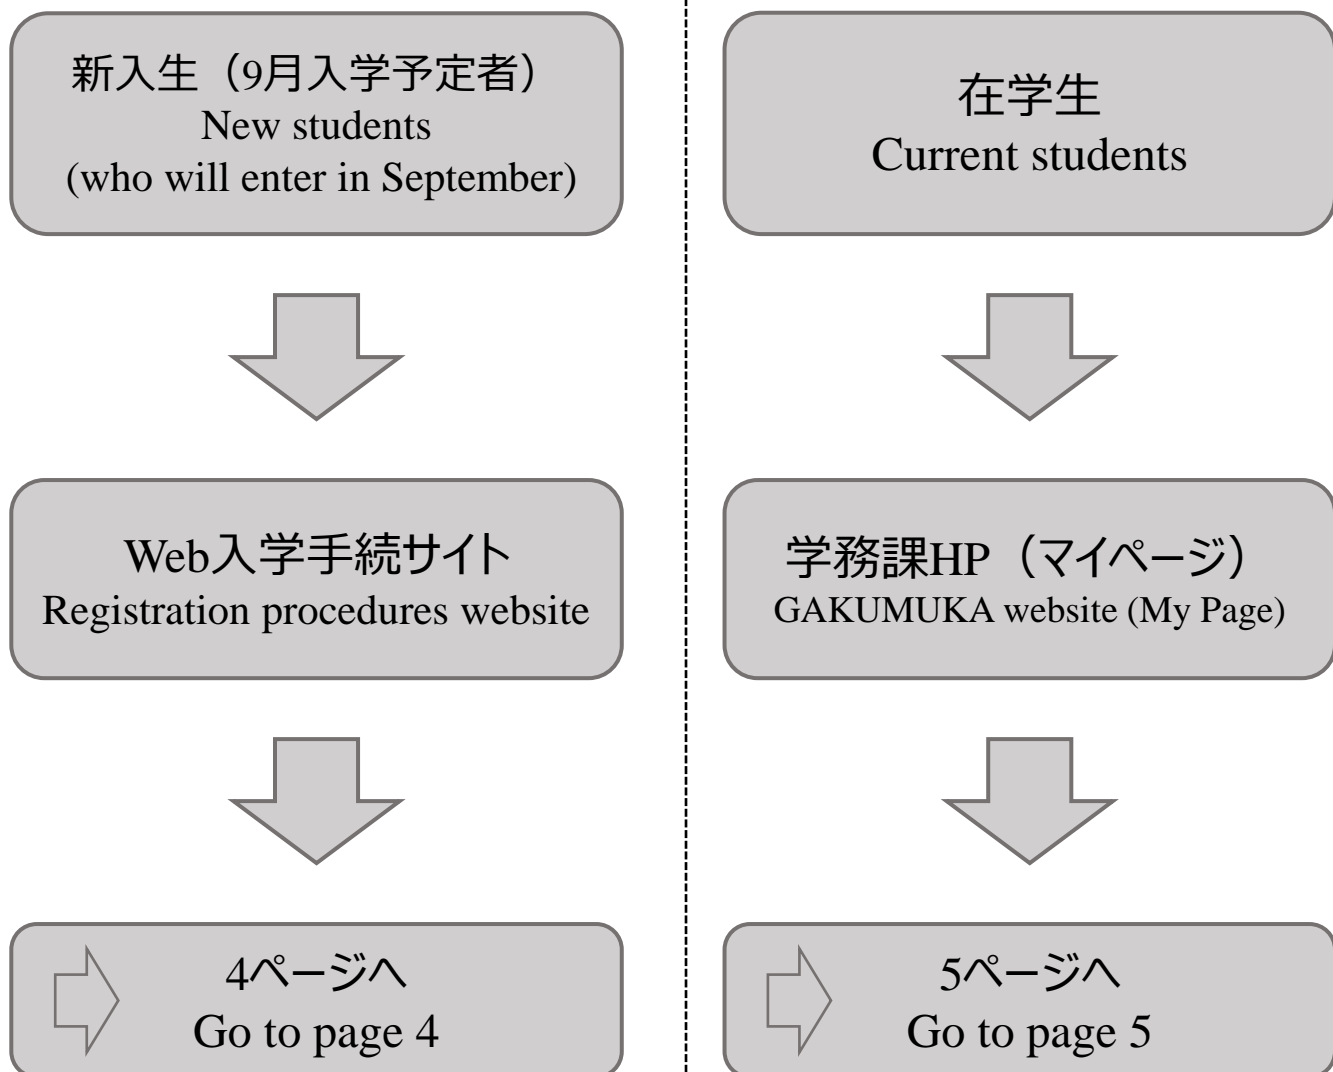 新入生（9月入学予定者）
New students
(who will enter in September)
Web入学手続サイト
Registration procedures website
4ページへ
Go to page 4
在学生
Current students
学務課HP（マイページ）
GAKUMUKA website (My Page)
5ページへ
Go to page 5